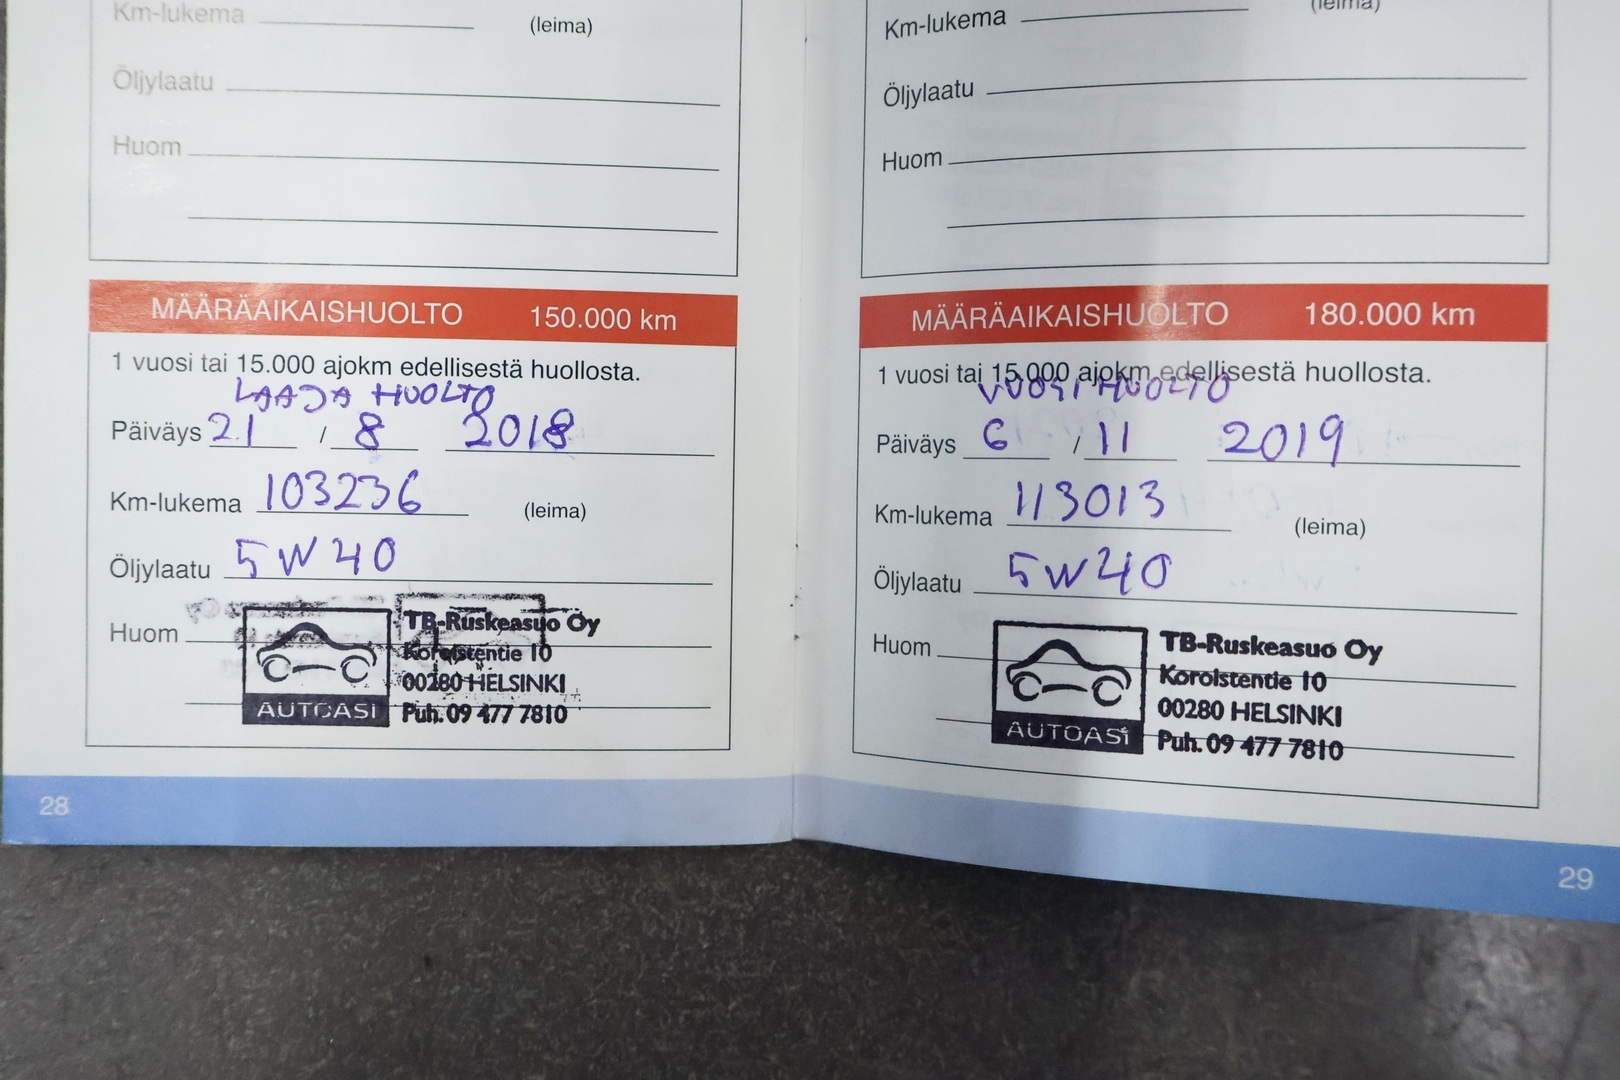 Km-lukema
(leima)
Öljylaatu
Huom
MÄÄRÄAIKAISHUOLTO 150.000 km
1 vuosi tai 15.000 ajokm edellisestä huollosta.
LAAJA HUOLTO
Päiväys 21 / 8 2018
Km-lukema 103236
(leima)
Öljylaatu 5W40
Huom
AUTOASI
TB-Ruskeasuo Oy
Koroistentie 10
00280 HELSINKI
Puh. 09 477 7810
28
(leima)
Km-lukema
Öljylaatu
Huom
MÄÄRÄAIKAISHUOLTO 180.000 km
1 vuosi tai 15.000 ajokm edellisestä huollosta.
VUOSIHUOLTO
Päiväys 6 / 11 2019
Km-lukema 113013
(leima)
Öljylaatu 5W40
Huom
AUTOASI
TB-Ruskeasuo Oy
Koroistentie 10
00280 HELSINKI
Puh. 09 477 7810
29